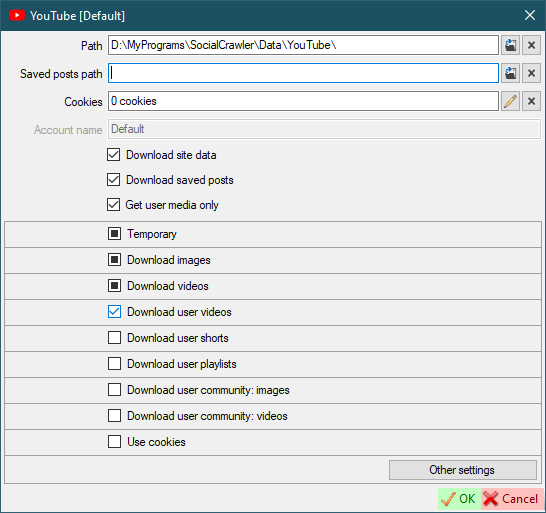 YouTube [Default]
Path D:\MyPrograms\SocialCrawler\Data\YouTube\
Saved posts path
Cookies 0 cookies
Account name Default
Download site data
Download saved posts
Get user media only
Temporary
Download images
Download videos
Download user videos
Download user shorts
Download user playlists
Download user community: images
Download user community: videos
Use cookies
Other settings
OK Cancel